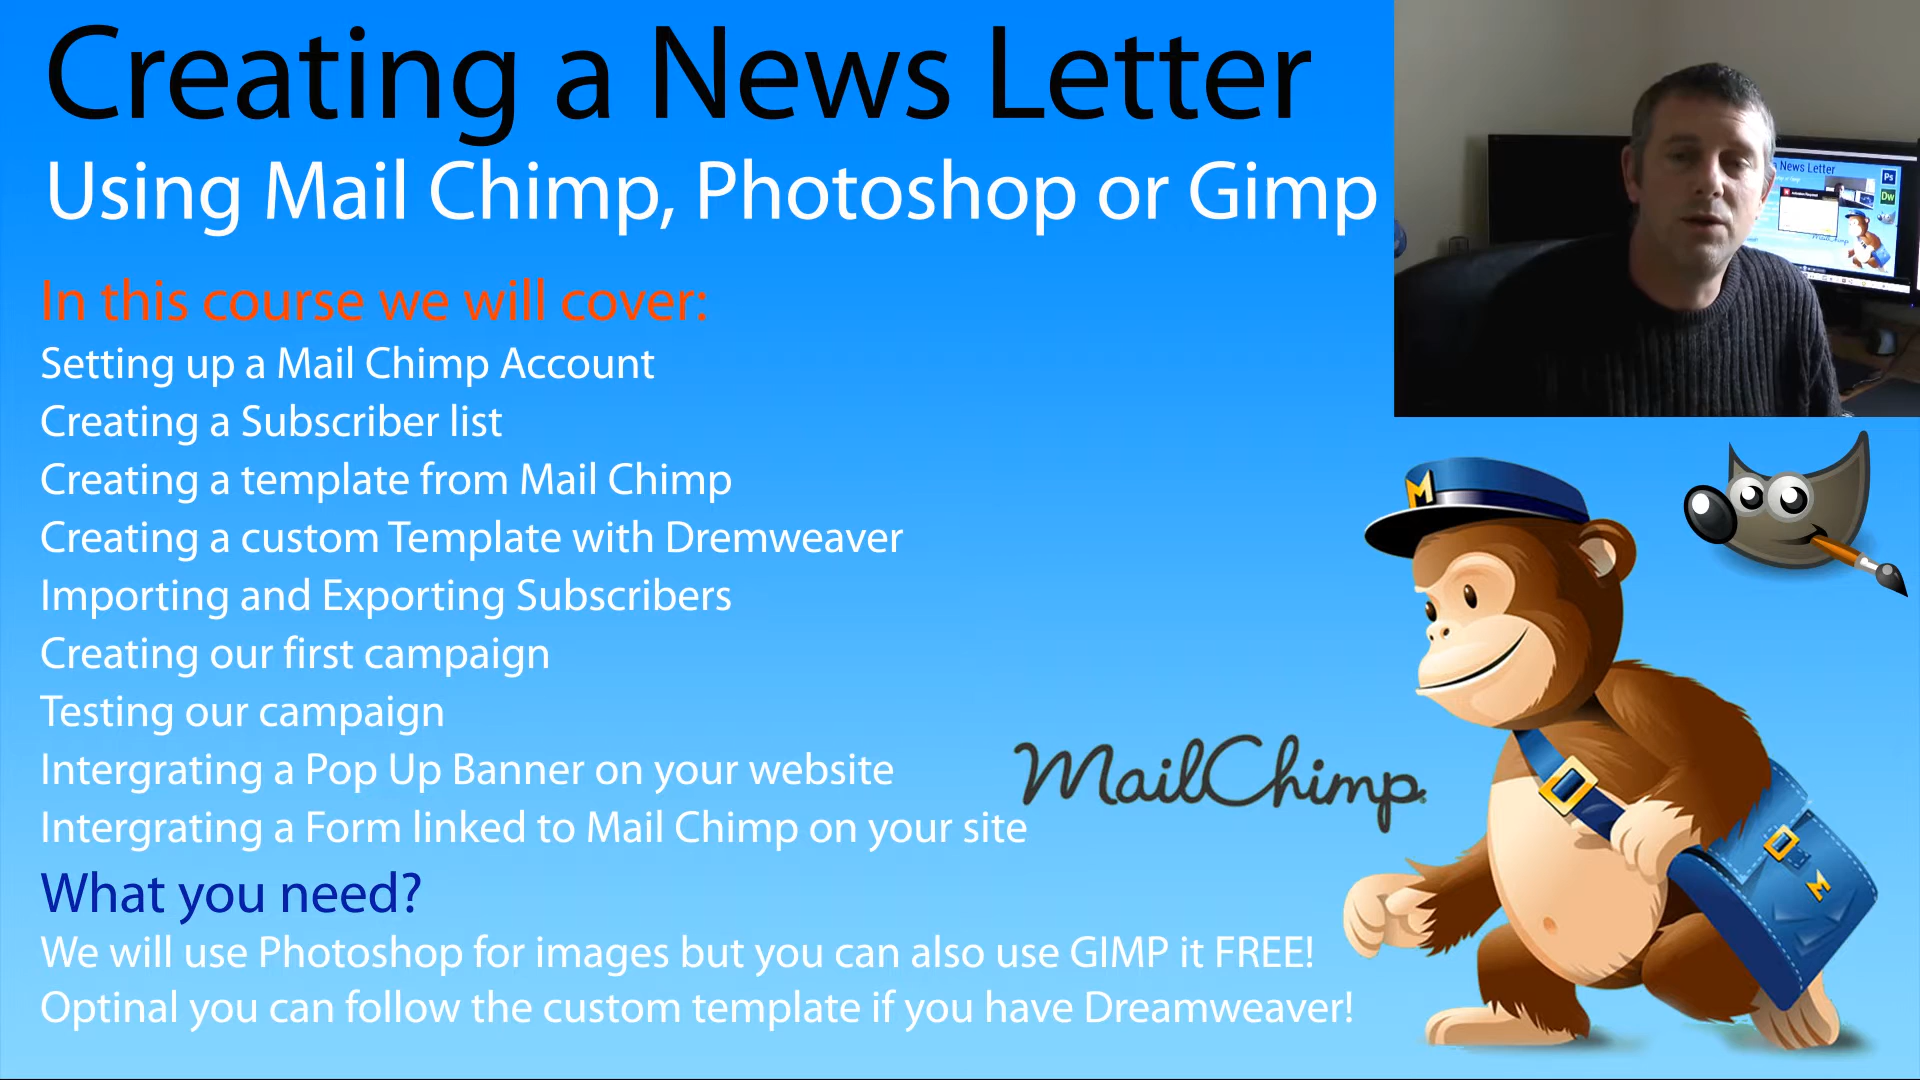 Creating a News Letter
Using Mail Chimp, Photoshop or Gimp
In this course we will cover:
Setting up a Mail Chimp Account
Creating a Subscriber list
Creating a template from Mail Chimp
Creating a custom Template with Dremweaver
Importing and Exporting Subscribers
Creating our first campaign
Testing our campaign
Intergrating a Pop Up Banner on your website
Intergrating a Form linked to Mail Chimp on your site
What you need?
We will use Photoshop for images but you can also use GIMP it FREE!
Optinal you can follow the custom template if you have Dreamweaver!
MailChimp
M
M
News Letter
Ps
Dw